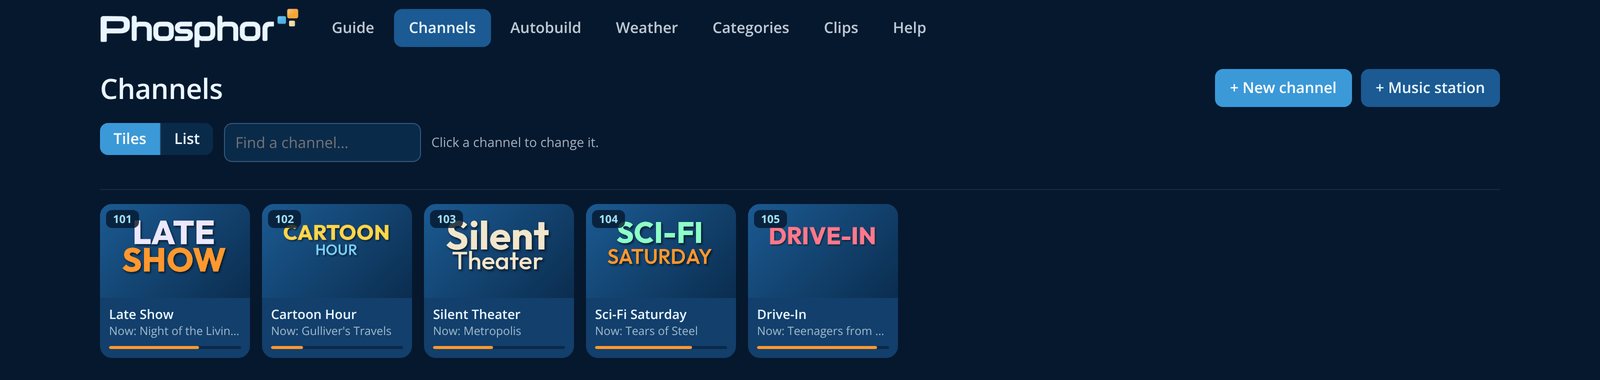 Phosphor
Guide
Channels
Autobuild
Weather
Categories
Clips
Help
Channels
+ New channel
+ Music station
Tiles
List
Find a channel...
Click a channel to change it.
101
LATE
SHOW
Late Show
Now: Night of the Livin...
102
CARTOON
HOUR
Cartoon Hour
Now: Gulliver's Travels
103
Silent
Theater
Silent Theater
Now: Metropolis
104
SCI-FI
SATURDAY
Sci-Fi Saturday
Now: Tears of Steel
105
DRIVE-IN
Drive-In
Now: Teenagers from ...